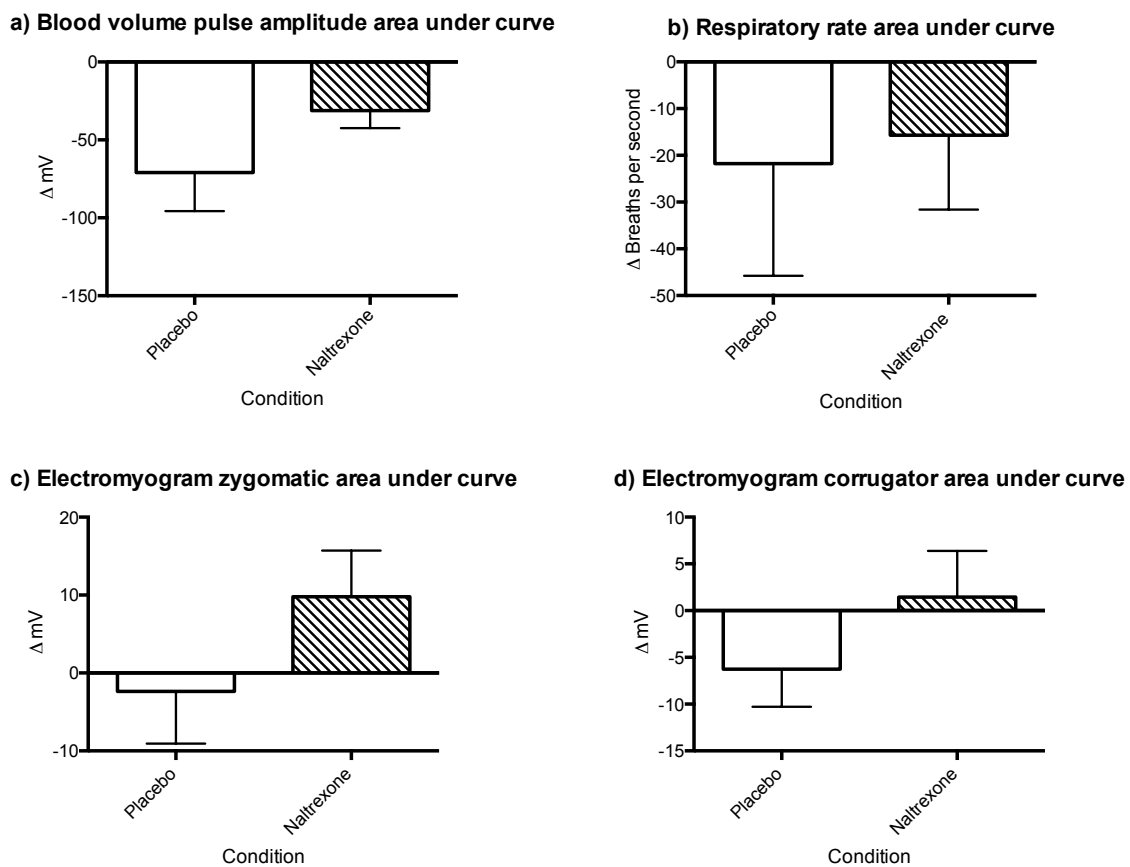 a) Blood volume pulse amplitude area under curve
0
-50
-100
-150
Δ mV
Placebo
Naltrexone
Condition
b) Respiratory rate area under curve
0
-10
-20
-30
-40
-50
Δ Breaths per second
Placebo
Naltrexone
Condition
c) Electromyogram zygomatic area under curve
20
10
0
-10
Δ mV
Placebo
Naltrexone
Condition
d) Electromyogram corrugator area under curve
10
5
0
-5
-10
-15
Δ mV
Placebo
Naltrexone
Condition